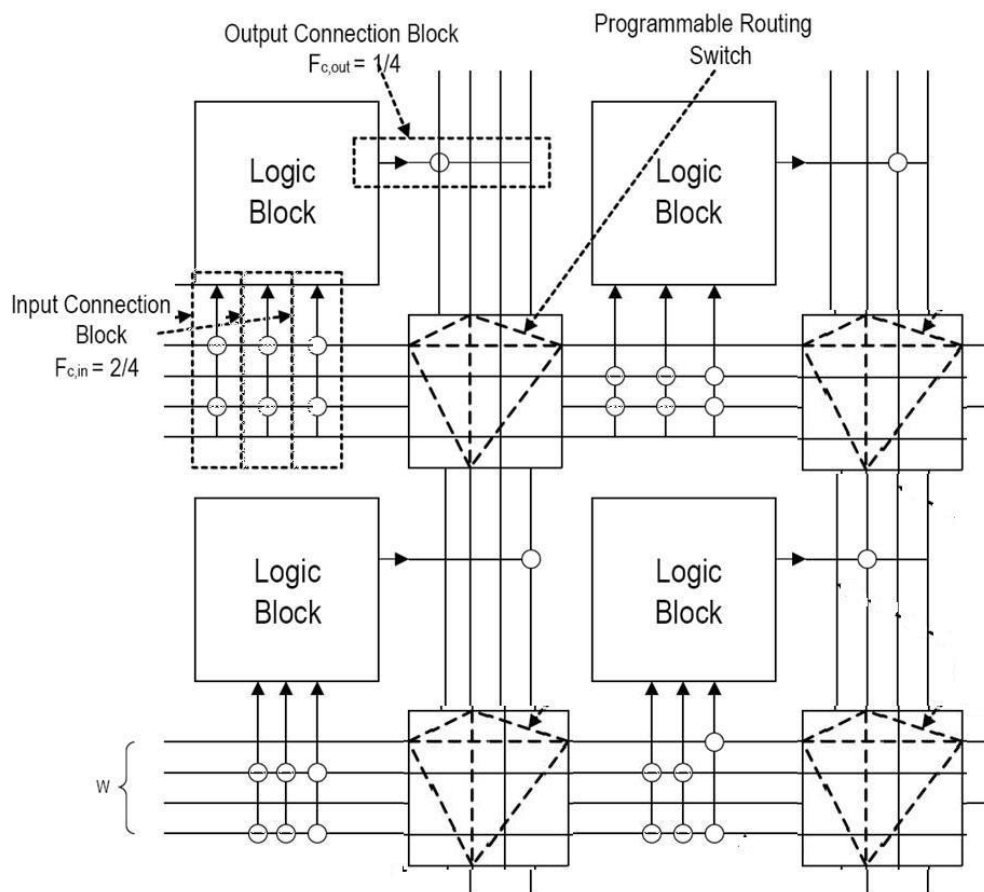 Output Connection Block
F_c,out = 1/4
Programmable Routing
Switch
Logic
Block
Logic
Block
Input Connection
Block
F_c,in = 2/4
Logic
Block
Logic
Block
W